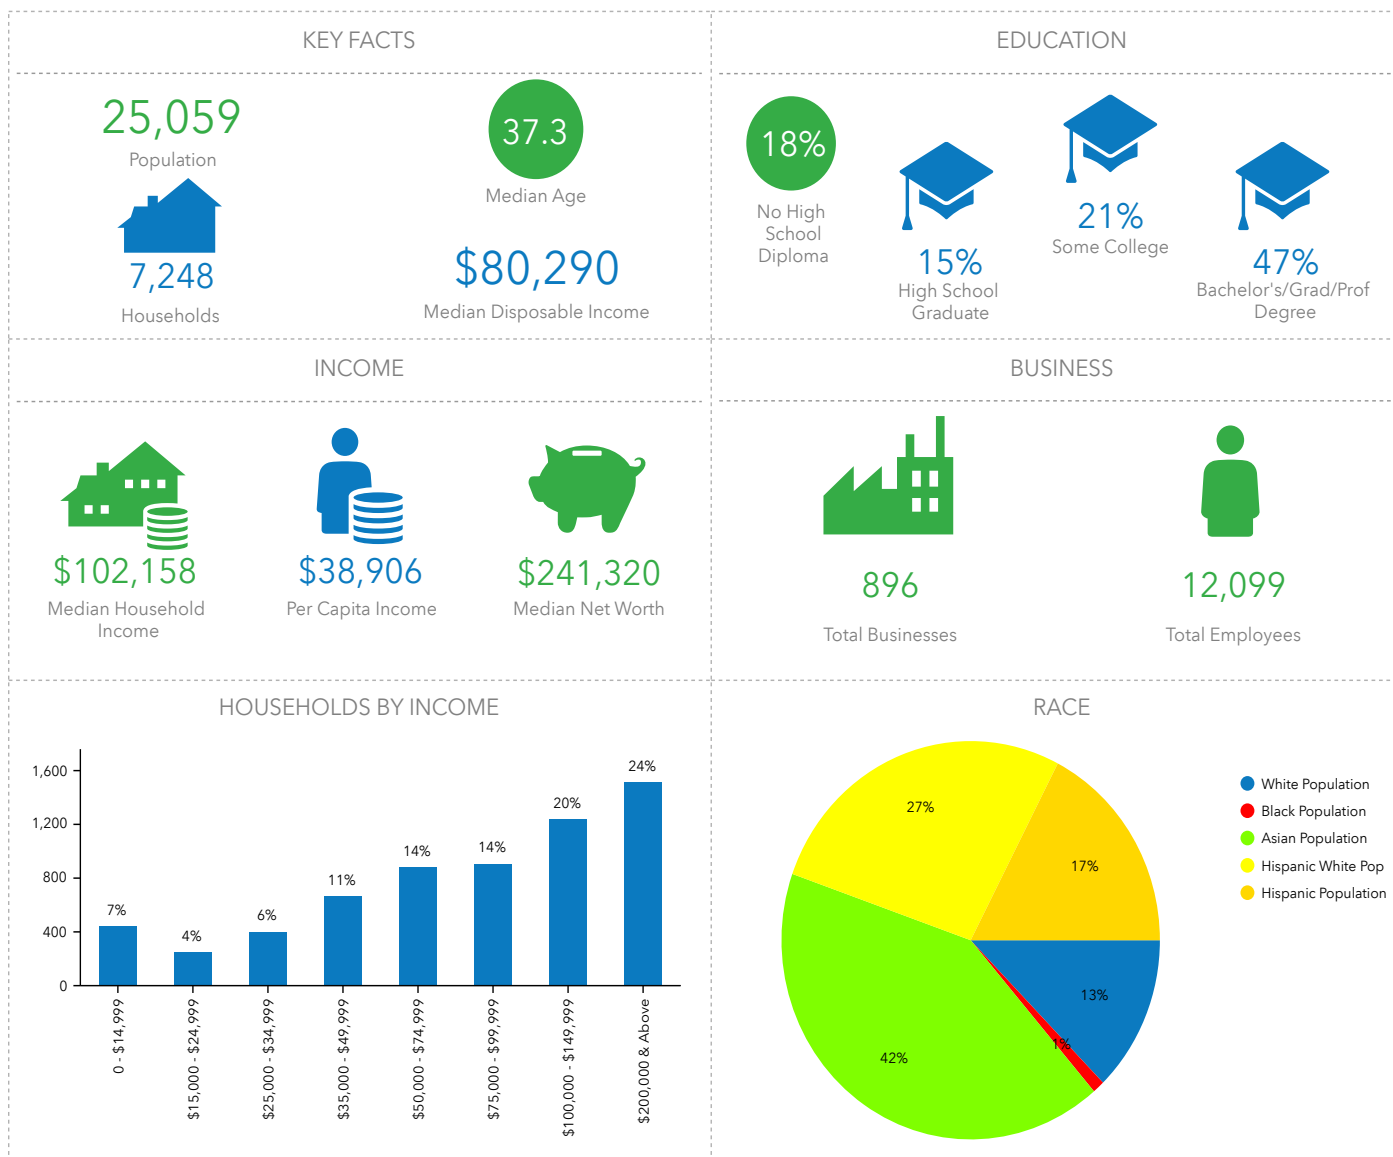 KEY FACTS
25,059
Population
7,248
Households
37.3
Median Age
$80,290
Median Disposable Income
EDUCATION
18%
No High
School
Diploma
15%
High School
Graduate
21%
Some College
47%
Bachelor's/Grad/Prof
Degree
INCOME
$102,158
Median Household
Income
$38,906
Per Capita Income
$241,320
Median Net Worth
BUSINESS
896
Total Businesses
12,099
Total Employees
HOUSEHOLDS BY INCOME
1,600
1,200
800
400
0
7%
4%
6%
11%
14%
14%
20%
24%
0 - $14,999
$15,000 - $24,999
$25,000 - $34,999
$35,000 - $49,999
$50,000 - $74,999
$75,000 - $99,999
$100,000 - $149,999
$200,000 & Above
RACE
27%
17%
13%
1%
42%
White Population
Black Population
Asian Population
Hispanic White Pop
Hispanic Population